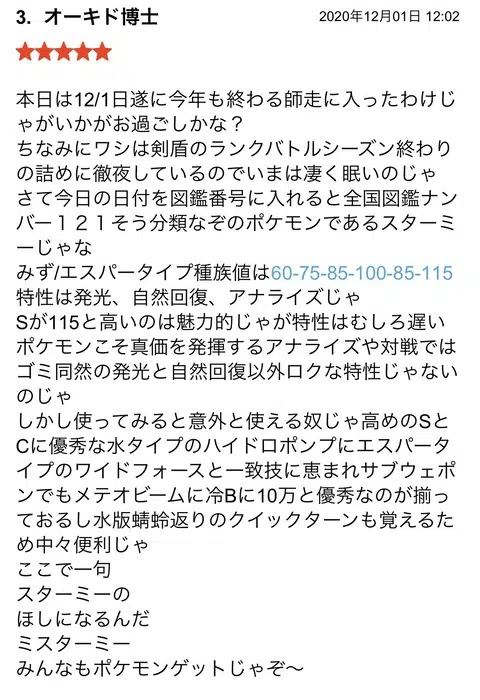 3. オーキド博士
2020年12月01日 12:02
★★★★★
本日は12/1日遂に今年も終わる師走に入ったわけじ
ゃがいかがお過ごしかな？
ちなみにワシは剣盾のランクバトルシーズン終わり
の詰めに徹夜しているのでいまは凄く眠いのじゃ
さて今日の日付を図鑑番号に入れると全国図鑑ナン
バー１２１そう分類なぞのポケモンであるスターミ
ーじゃな
みず/エスパータイプ種族値は60-75-85-100-85-115
特性は発光、自然回復、アナライズじゃ
Sが115と高いのは魅力的じゃが特性はむしろ遅い
ポケモンこそ真価を発揮するアナライズや対戦では
ゴミ同然の発光と自然回復以外ロクな特性じゃない
のじゃ
しかし使ってみると意外と使える奴じゃ高めのSと
Cに優秀な水タイプのハイドロポンプにエスパータ
イプのワイドフォースと一致技に恵まれサブウェポ
ンでもメテオビームに冷Bに10万と優秀なのが揃っ
ておるし水版蜻蛉返りのクイックターンも覚えるた
め中々便利じゃ
ここで一句
スターミーの
ほしになるんだ
ミスターミー
みんなもポケモンゲットじゃぞ〜